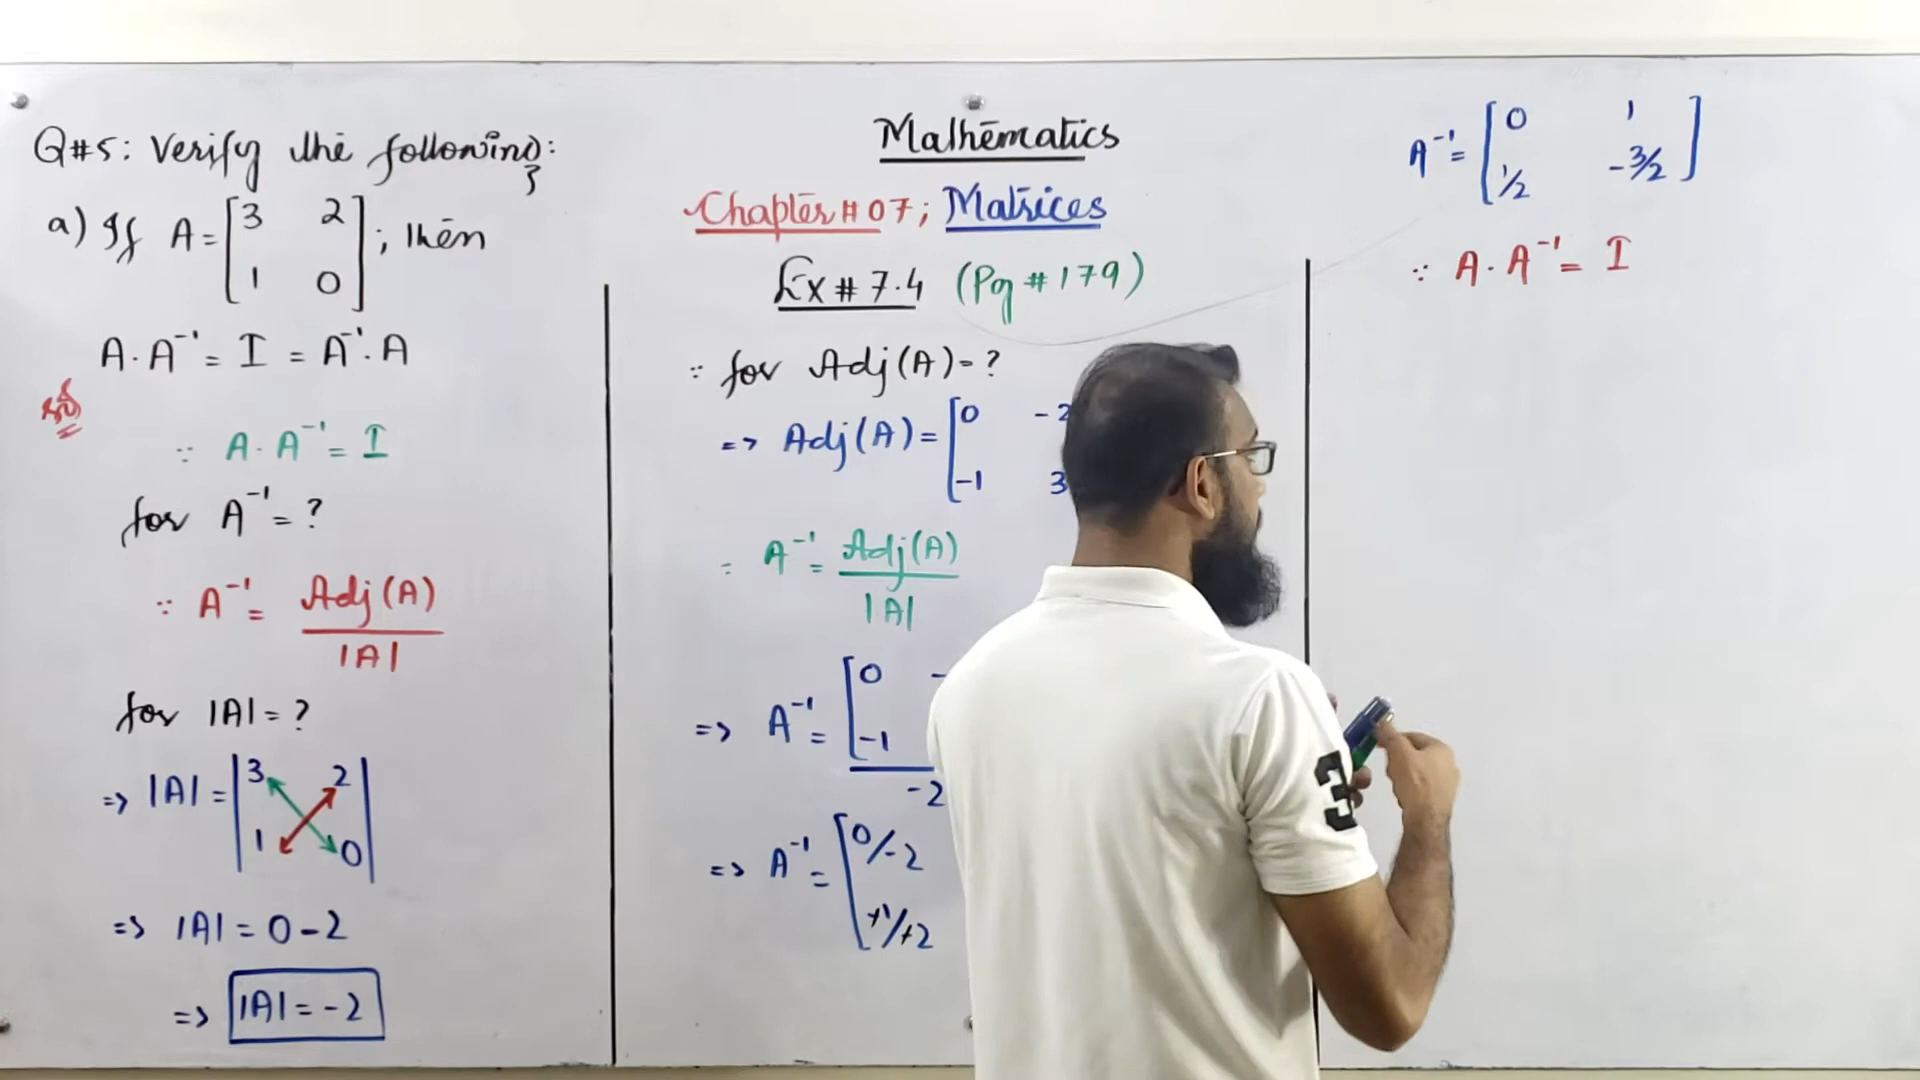 Q#5: Verify the following:
a) If A = [3 2; 1 0]; then
A · A⁻¹ = I = A⁻¹ · A
∵ A · A⁻¹ = I
for A⁻¹ = ?
∵ A⁻¹ = Adj(A) / |A|
for |A| = ?
=> |A| = |3 2; 1 0|
=> |A| = 0 - 2
=> |A| = -2
Mathematics
Chapter # 07; Matrices
Ex # 7.4 (Pg # 179)
∵ for Adj(A) = ?
=> Adj(A) = [0 -2; -1 3
∵ A⁻¹ = Adj(A) / |A|
=> A⁻¹ = [0 -; -1 / -2
=> A⁻¹ = [0/-2; +1/+2
A⁻¹ = [0 1; 1/2 -3/2]
∵ A · A⁻¹ = I
3